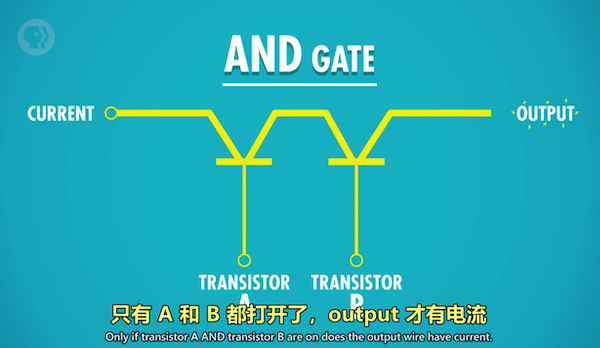 PBS
AND GATE
CURRENT
OUTPUT
TRANSISTOR
A
TRANSISTOR
B
只有 A 和 B 都打开了，output 才有电流
Only if transistor A AND transistor B are on does the output wire have current.